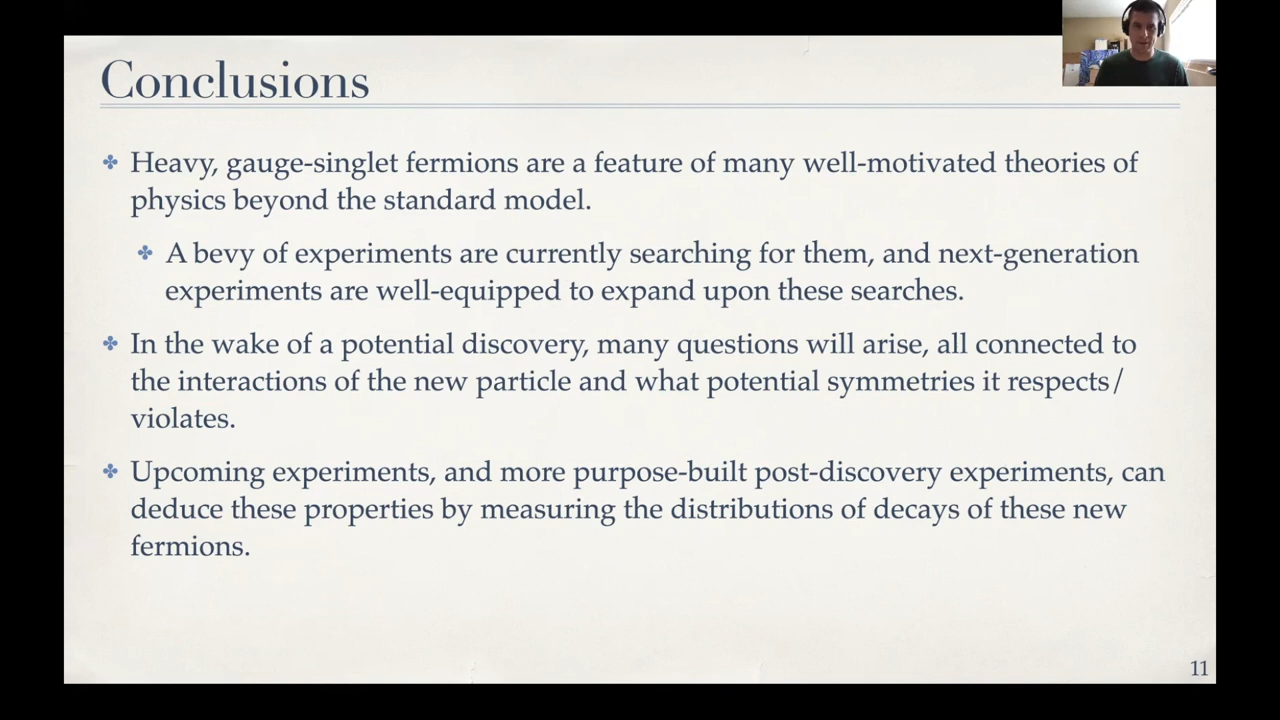 Conclusions
Heavy, gauge-singlet fermions are a feature of many well-motivated theories of
physics beyond the standard model.
A bevy of experiments are currently searching for them, and next-generation
experiments are well-equipped to expand upon these searches.
In the wake of a potential discovery, many questions will arise, all connected to
the interactions of the new particle and what potential symmetries it respects/
violates.
Upcoming experiments, and more purpose-built post-discovery experiments, can
deduce these properties by measuring the distributions of decays of these new
fermions.
11